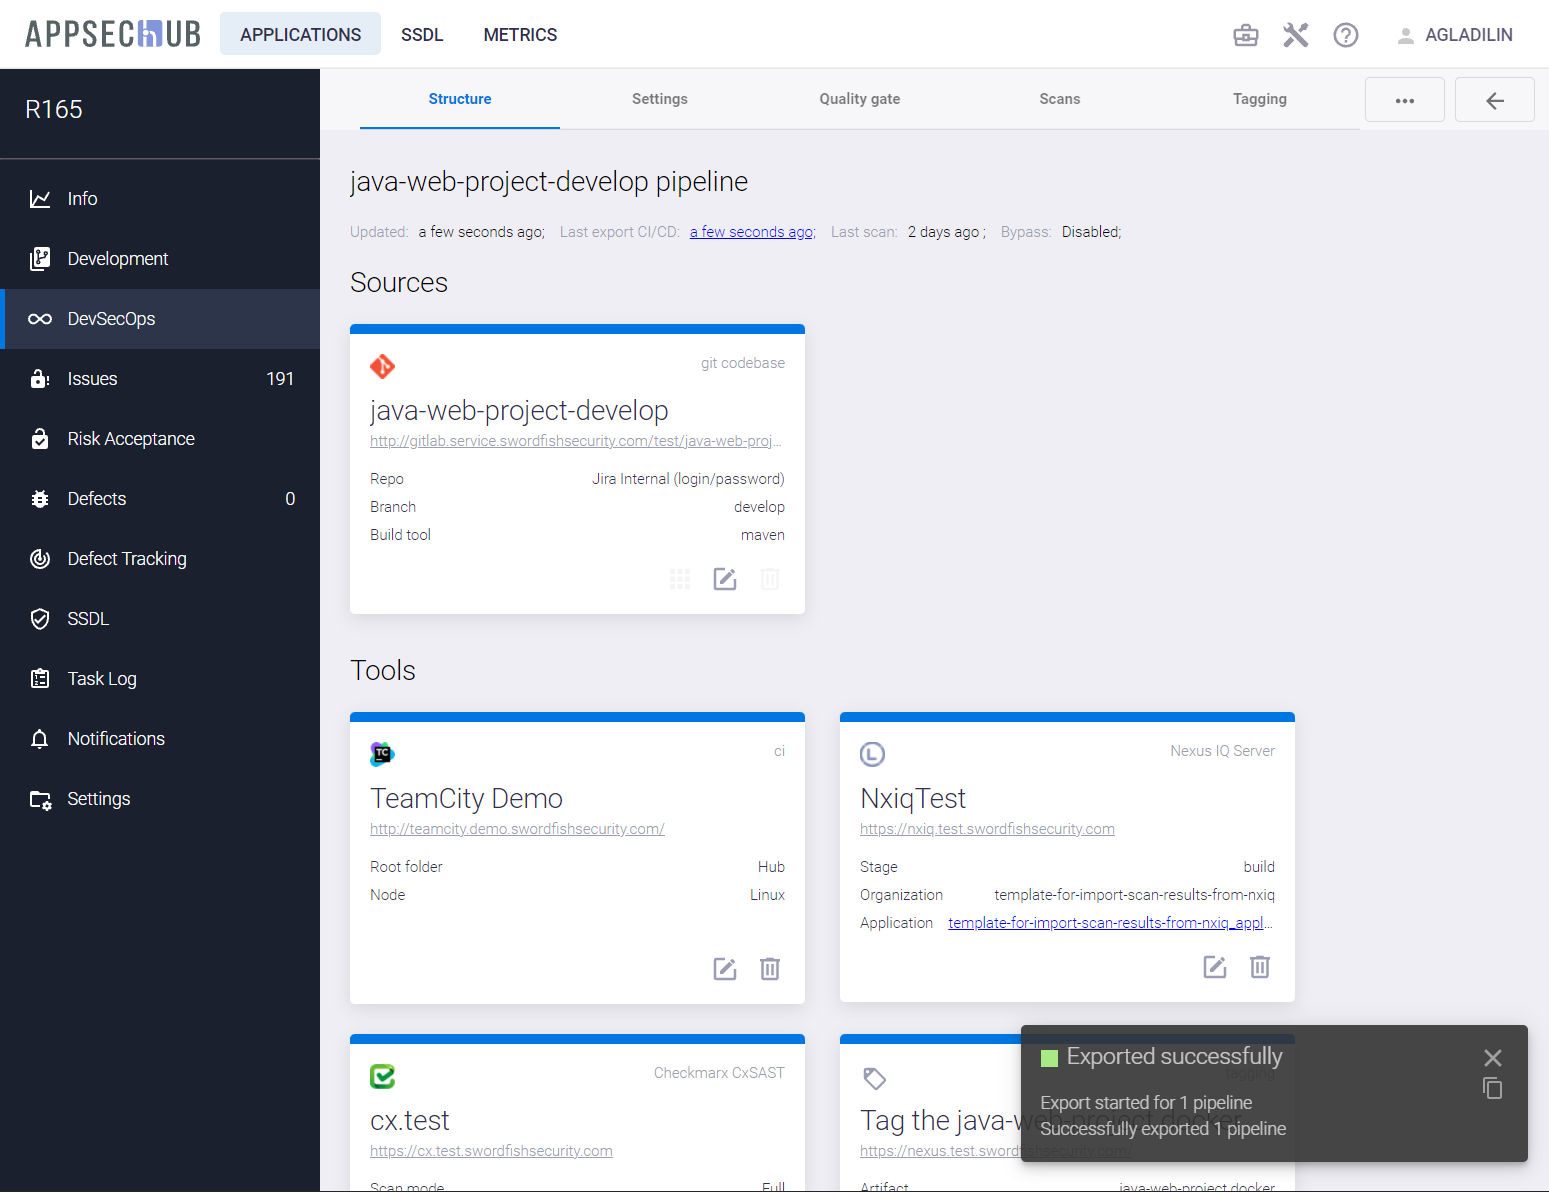 APPSECHUB
APPLICATIONS
SSDL
METRICS
AGLADILIN
R165
Info
Development
DevSecOps
Issues 191
Risk Acceptance
Defects 0
Defect Tracking
SSDL
Task Log
Notifications
Settings
Structure
Settings
Quality gate
Scans
Tagging
java-web-project-develop pipeline
Updated: a few seconds ago; Last export CI/CD: a few seconds ago; Last scan: 2 days ago ; Bypass: Disabled;
Sources
git codebase
java-web-project-develop
http://gitlab.service.swordfishsecurity.com/test/java-web-proj...
Repo Jira Internal (login/password)
Branch develop
Build tool maven
Tools
TC
ci
TeamCity Demo
http://teamcity.demo.swordfishsecurity.com/
Root folder Hub
Node Linux
L
Nexus IQ Server
NxiqTest
https://nxiq.test.swordfishsecurity.com
Stage build
Organization template-for-import-scan-results-from-nxiq
Application template-for-import-scan-results-from-nxiq_appl...
Checkmarx CxSAST
cx.test
https://cx.test.swordfishsecurity.com
Scan mode Full
tagging
Tag the java-web-project docker
https://nexus.test.swordfishsecurity.com/
Artifact java-web-project docker
Exported successfully
Export started for 1 pipeline
Successfully exported 1 pipeline